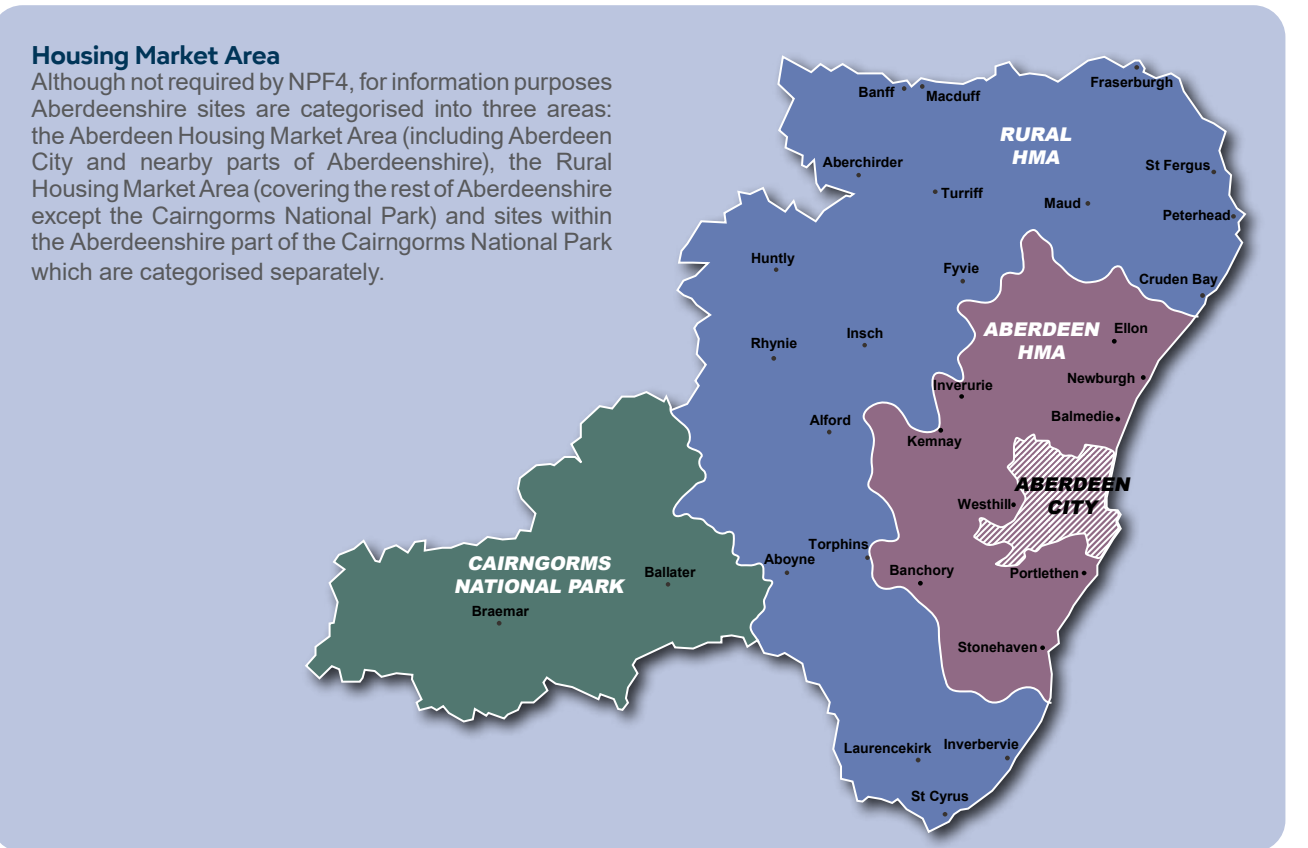 Housing Market Area
Although not required by NPF4, for information purposes
Aberdeenshire sites are categorised into three areas:
the Aberdeen Housing Market Area (including Aberdeen
City and nearby parts of Aberdeenshire), the Rural
Housing Market Area (covering the rest of Aberdeenshire
except the Cairngorms National Park) and sites within
the Aberdeenshire part of the Cairngorms National Park
which are categorised separately.
Fraserburgh
Banff
Macduff
RURAL
HMA
Aberchirder
St Fergus
Turriff
Maud
Peterhead
Huntly
Fyvie
Cruden Bay
ABERDEEN
HMA
Ellon
Rhynie
Insch
Newburgh
Inverurie
Balmedie
Alford
Kemnay
ABERDEEN
CITY
Westhill
Torphins
Aboyne
CAIRNGORMS
NATIONAL PARK
Ballater
Banchory
Portlethen
Braemar
Stonehaven
Laurencekirk
Inverbervie
St Cyrus